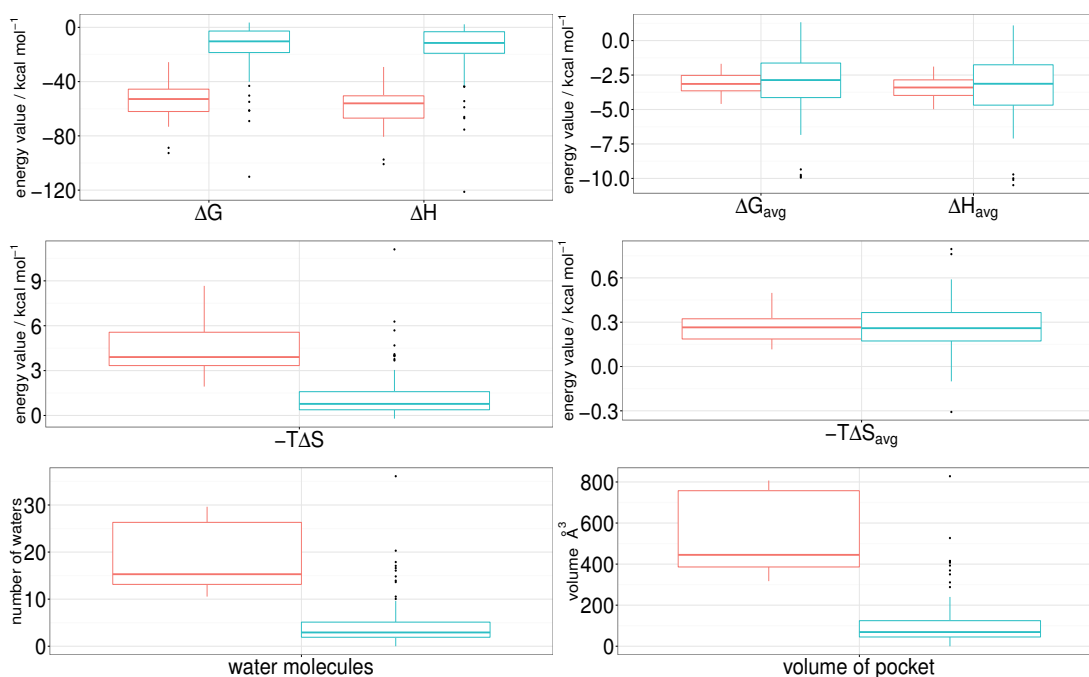 energy value / kcal mol⁻¹
0
−40
−80
−120
ΔG
ΔH
energy value / kcal mol⁻¹
0.0
−2.5
−5.0
−7.5
−10.0
ΔGavg
ΔHavg
energy value / kcal mol⁻¹
9
6
3
0
−TΔS
energy value / kcal mol⁻¹
0.6
0.3
0.0
−0.3
−TΔSavg
number of waters
30
20
10
0
water molecules
volume Å³
800
600
400
200
0
volume of pocket